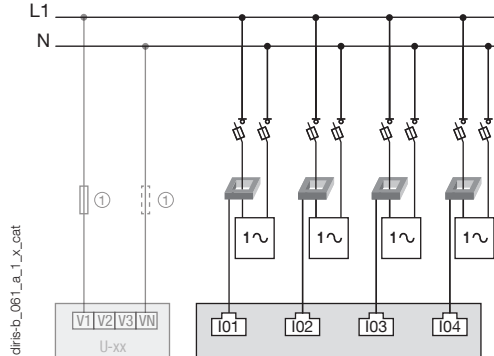 L1
N
① ①
1∿ 1∿ 1∿ 1∿
V1 V2 V3 VN
U-xx
I01 I02 I03 I04
diris-b_061_a_1_x_cat